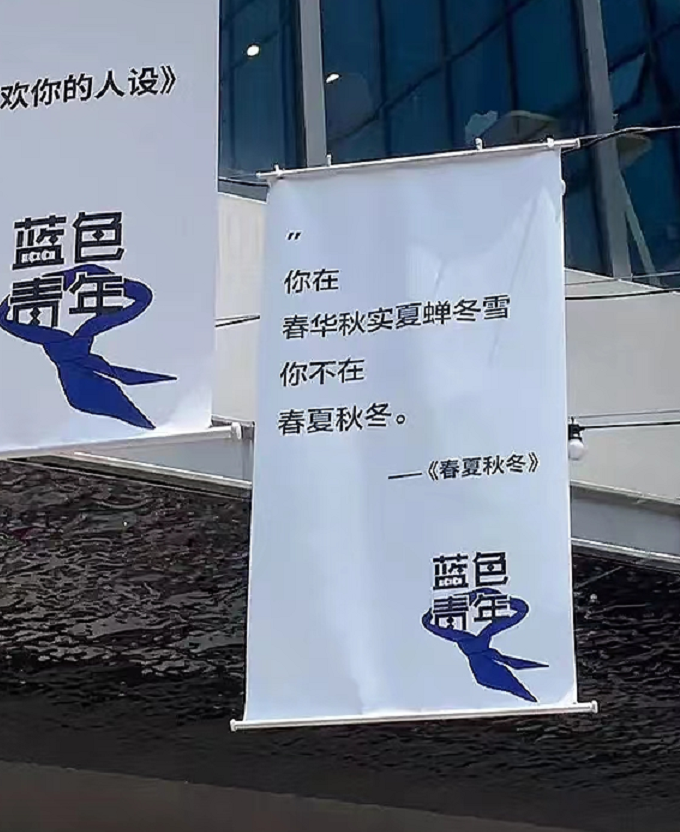 欢你的人设》
蓝色
青年
〃
你在
春华秋实夏蝉冬雪
你不在
春夏秋冬。
——《春夏秋冬》
蓝色
青年